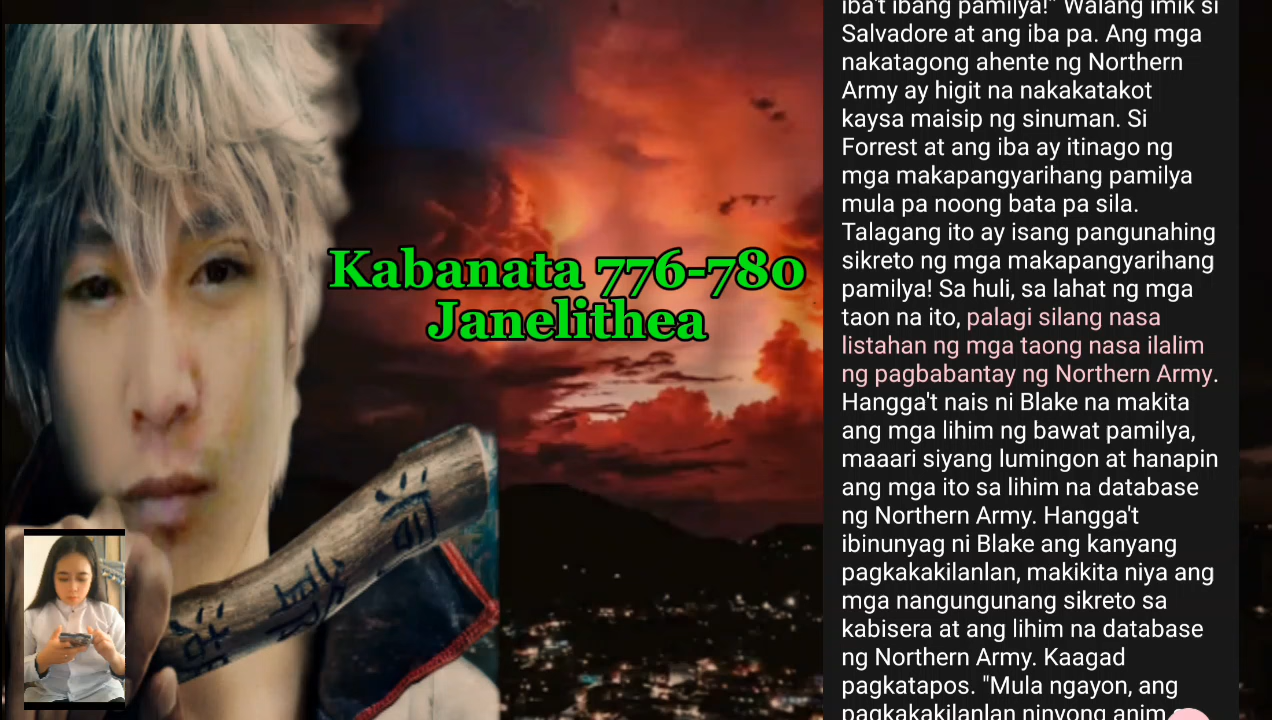 Kabanata 776-780
Janelithea
iba't ibang pamilya!" Walang imik si
Salvadore at ang iba pa. Ang mga
nakatagong ahente ng Northern
Army ay higit na nakakatakot
kaysa maisip ng sinuman. Si
Forrest at ang iba ay itinago ng
mga makapangyarihang pamilya
mula pa noong bata pa sila.
Talagang ito ay isang pangunahing
sikreto ng mga makapangyarihang
pamilya! Sa huli, sa lahat ng mga
taon na ito, palagi silang nasa
listahan ng mga taong nasa ilalim
ng pagbabantay ng Northern Army.
Hangga't nais ni Blake na makita
ang mga lihim ng bawat pamilya,
maaari siyang lumingon at hanapin
ang mga ito sa lihim na database
ng Northern Army. Hangga't
ibinunyag ni Blake ang kanyang
pagkakakilanlan, makikita niya ang
mga nangungunang sikreto sa
kabisera at ang lihim na database
ng Northern Army. Kaagad
pagkatapos. "Mula ngayon, ang
pagkakakilanlan ninyong anim